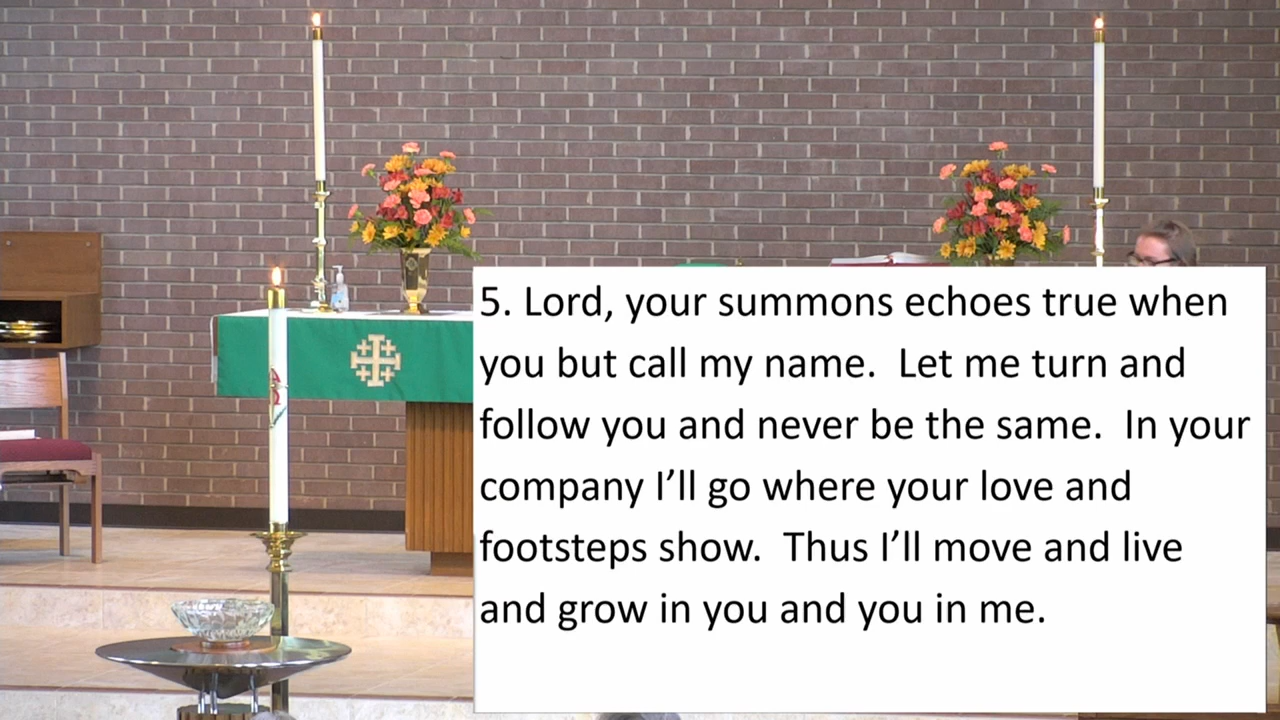 5. Lord, your summons echoes true when
you but call my name.  Let me turn and
follow you and never be the same.  In your
company I’ll go where your love and
footsteps show.  Thus I’ll move and live
and grow in you and you in me.